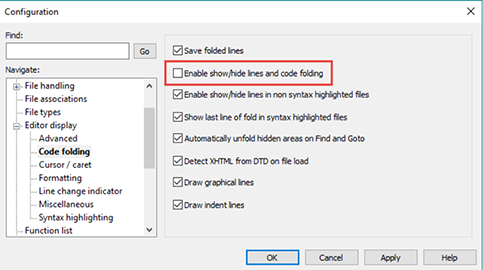 Configuration
Find:
Go
Navigate:
File handling
File associations
File types
Editor display
Advanced
Code folding
Cursor / caret
Formatting
Line change indicator
Miscellaneous
Syntax highlighting
Function list
Save folded lines
Enable show/hide lines and code folding
Enable show/hide lines in non syntax highlighted files
Show last line of fold in syntax highlighted files
Automatically unfold hidden areas on Find and Goto
Detect XHTML from DTD on file load
Draw graphical lines
Draw indent lines
OK
Cancel
Apply
Help